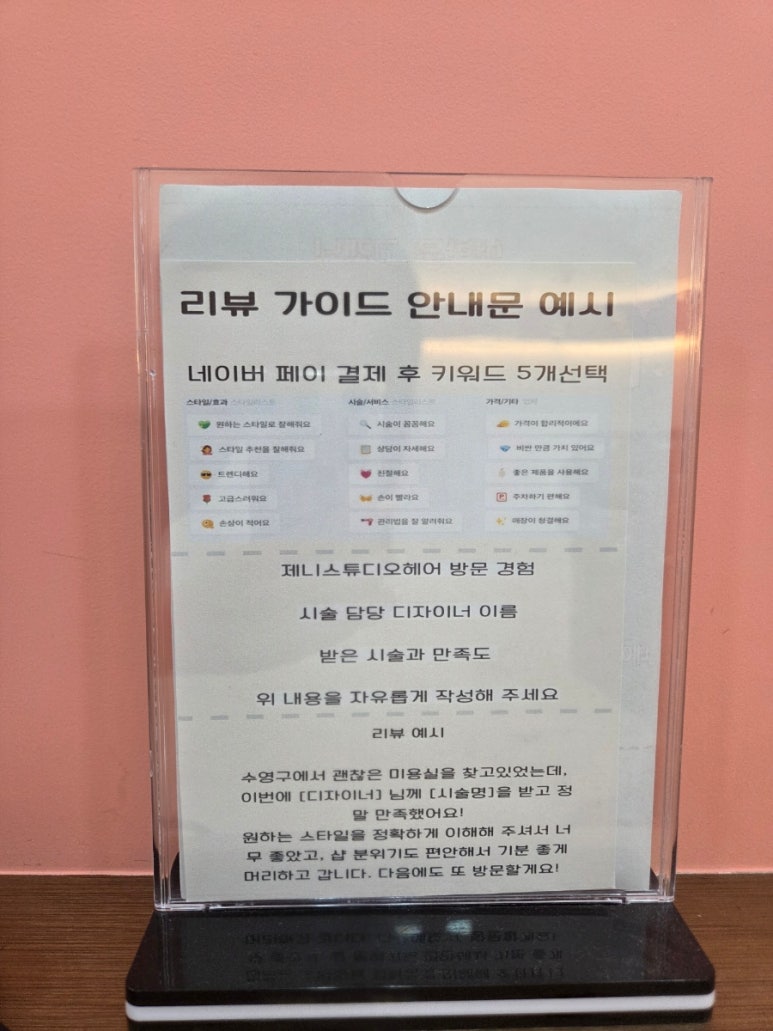 리뷰 가이드 안내문 예시
네이버 페이 결제 후 키워드 5개선택
스타일/효과 스타일리스트
시술/서비스 스타일리스트
가격/기타
원하는 스타일로 잘해줘요
시술이 꼼꼼해요
가격이 합리적이에요
스타일 추천을 잘해줘요
상담이 자세해요
비싼 만큼 가치 있어요
트렌디해요
친절해요
좋은 제품을 사용해요
고급스러워요
손이 빨라요
P 주차하기 편해요
손상이 적어요
관리법을 잘 알려줘요
매장이 청결해요
제니스튜디오헤어 방문 경험
시술 담당 디자이너 이름
받은 시술과 만족도
위 내용을 자유롭게 작성해 주세요
리뷰 예시
수영구에서 괜찮은 미용실을 찾고있었는데,
이번에 [디자이너] 님께 [시술명]을 받고 정
말 만족했어요!
원하는 스타일을 정확하게 이해해 주셔서 너
무 좋았고, 샵 분위기도 편안해서 기분 좋게
머리하고 갑니다. 다음에도 또 방문할게요!